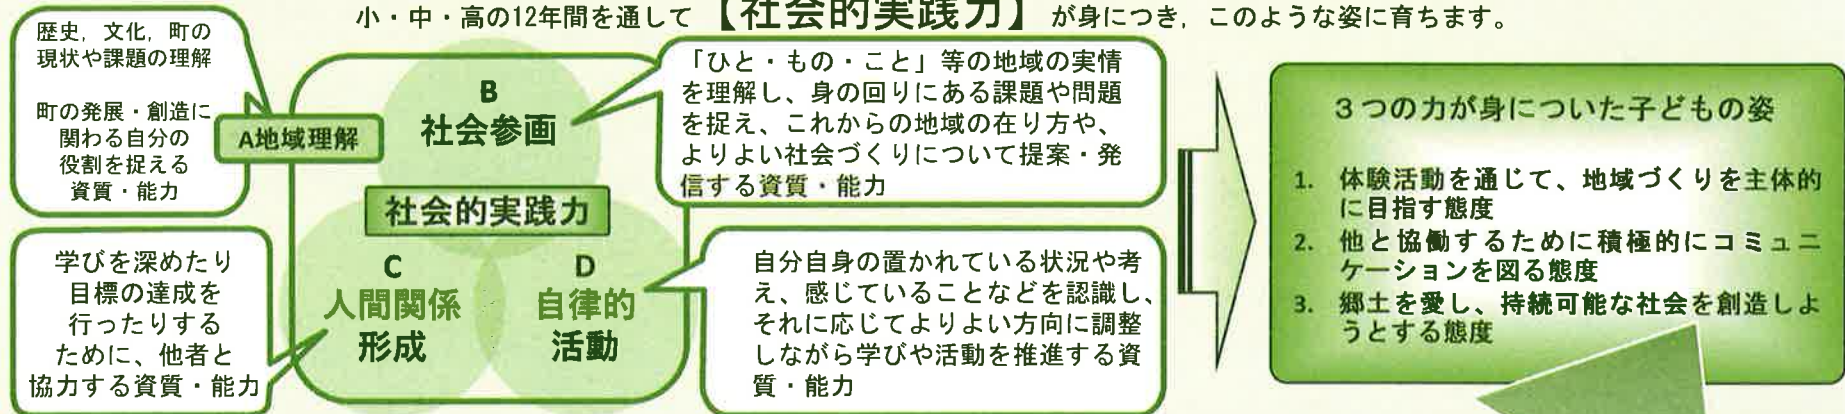 小・中・高の12年間を通して【社会的実践力】が身につき，このような姿に育ちます。
歴史，文化，町の
現状や課題の理解
町の発展・創造に
関わる自分の
役割を捉える
資質・能力
A地域理解
B
社会参画
「ひと・もの・こと」等の地域の実情
を理解し、身の回りにある課題や問題
を捉え、これからの地域の在り方や、
よりよい社会づくりについて提案・発
信する資質・能力
社会的実践力
学びを深めたり
目標の達成を
行ったりする
ために、他者と
協力する資質・能力
C
人間関係
形成
D
自律的
活動
自分自身の置かれている状況や考
え、感じていることなどを認識し、
それに応じてよりよい方向に調整
しながら学びや活動を推進する資
質・能力
３つの力が身についた子どもの姿
1. 体験活動を通じて、地域づくりを主体的
に目指す態度
2. 他と協働するために積極的にコミュニ
ケーションを図る態度
3. 郷土を愛し、持続可能な社会を創造しよ
うとする態度